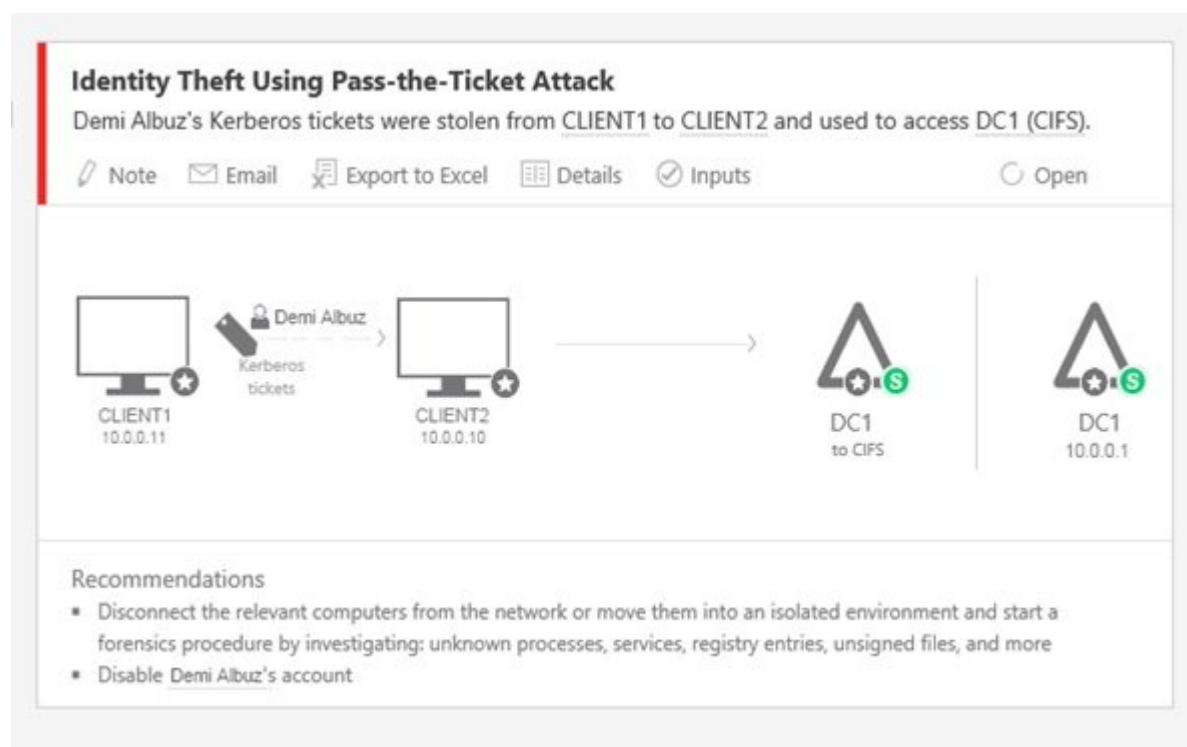 Identity Theft Using Pass-the-Ticket Attack
Demi Albuz's Kerberos tickets were stolen from CLIENT1 to CLIENT2 and used to access DC1 (CIFS).
Note Email Export to Excel Details Inputs Open
Demi Albuz
Kerberos
tickets
CLIENT1
10.0.0.11
CLIENT2
10.0.0.10
S
DC1
to CIFS
S
DC1
10.0.0.1
Recommendations
▪ Disconnect the relevant computers from the network or move them into an isolated environment and start a
forensics procedure by investigating: unknown processes, services, registry entries, unsigned files, and more
▪ Disable Demi Albuz's account